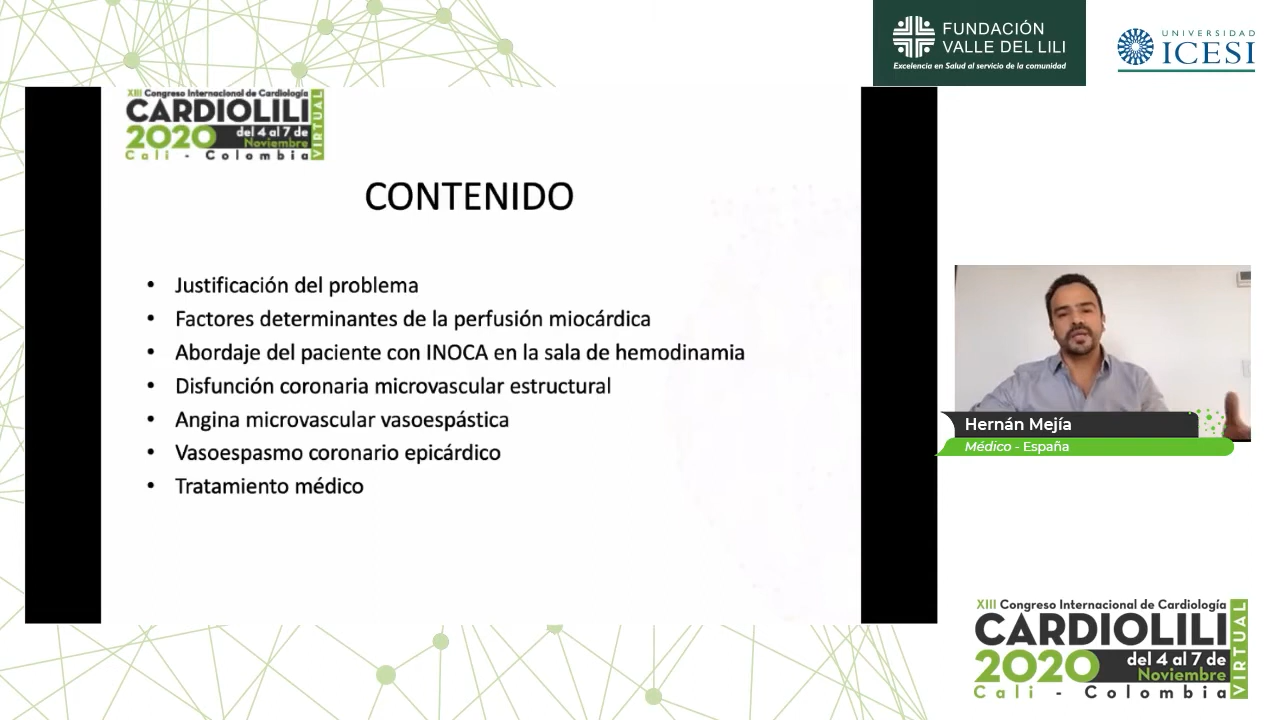 FUNDACIÓN
VALLE DEL LILI
Excelencia en Salud al servicio de la comunidad
UNIVERSIDAD
ICESI
XIII Congreso Internacional de Cardiología
CARDIOLILI
2020 del 4 al 7 de
Noviembre
Cali - Colombia
VIRTUAL
CONTENIDO
• Justificación del problema
• Factores determinantes de la perfusión miocárdica
• Abordaje del paciente con INOCA en la sala de hemodinamia
• Disfunción coronaria microvascular estructural
• Angina microvascular vasoespástica
• Vasoespasmo coronario epicárdico
• Tratamiento médico
Hernán Mejía
Médico - España
XIII Congreso Internacional de Cardiología
CARDIOLILI
2020 del 4 al 7 de
Noviembre
Cali - Colombia
VIRTUAL